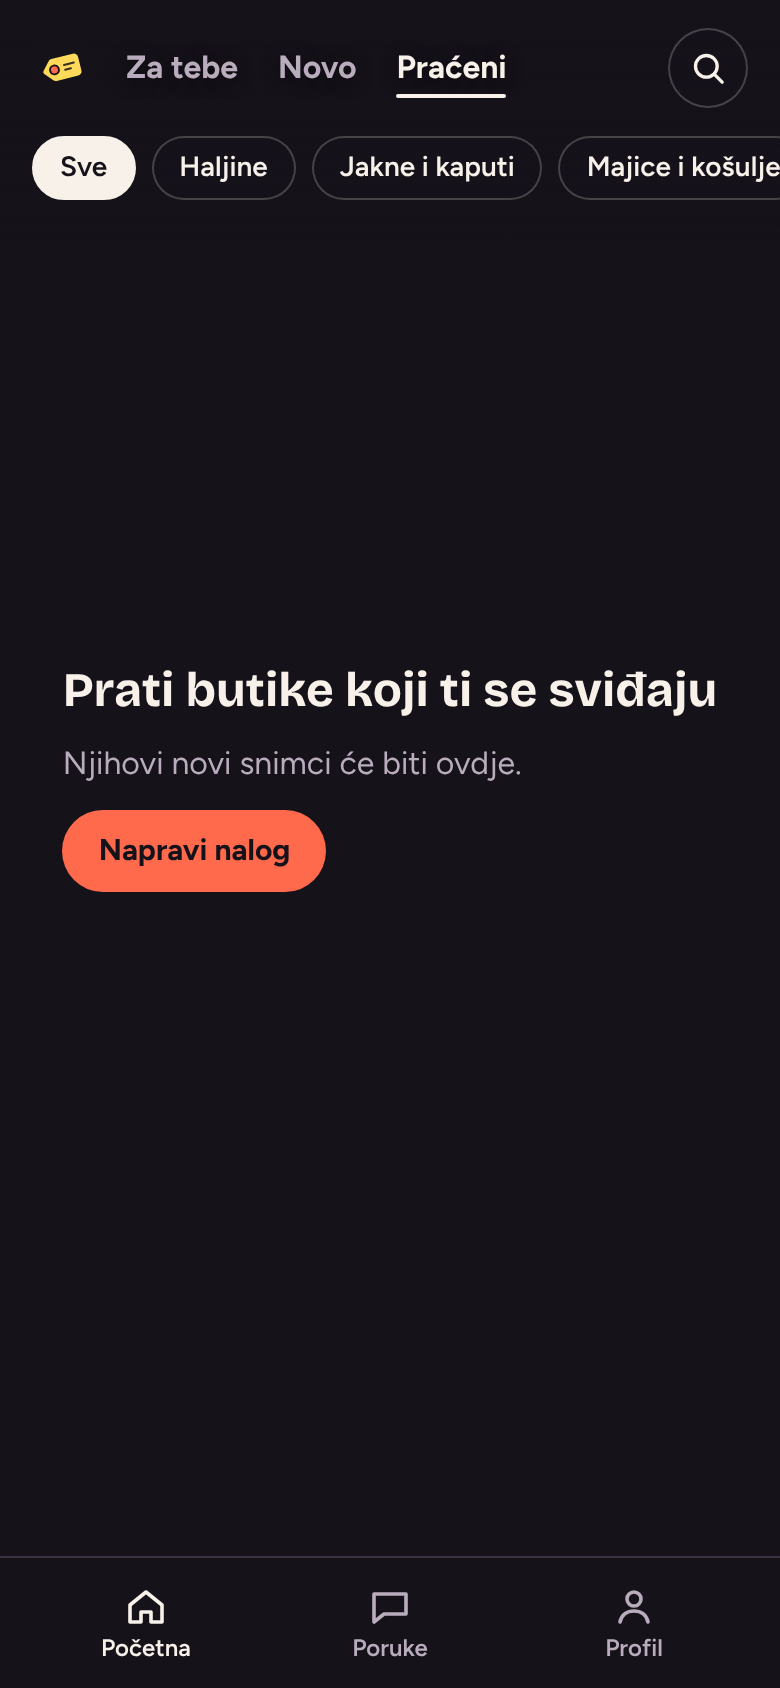 Za tebe Novo Praćeni
Sve Haljine Jakne i kaputi Majice i košulje
Prati butike koji ti se sviđaju
Njihovi novi snimci će biti ovdje.
Napravi nalog
Početna Poruke Profil